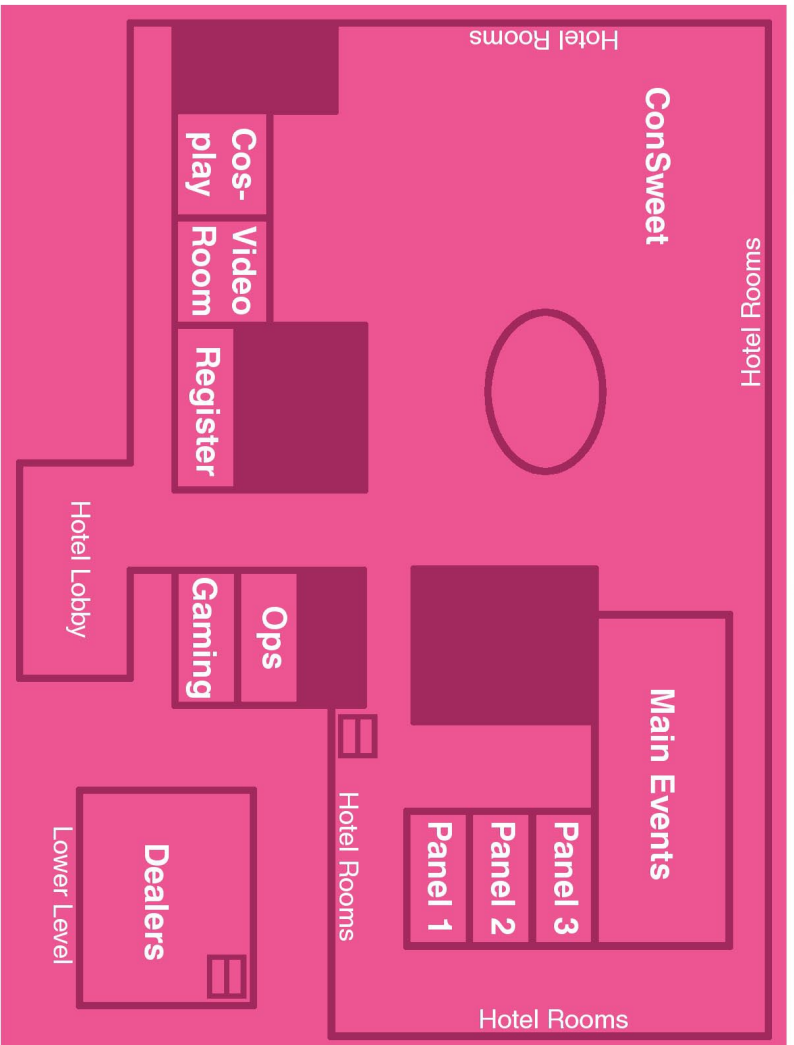 Hotel Rooms
ConSweet
Hotel Rooms
Cos-
play
Video
Room
Register
Hotel Lobby
Gaming
Ops
Main Events
Panel 3
Panel 2
Panel 1
Hotel Rooms
Hotel Rooms
Dealers
Lower Level